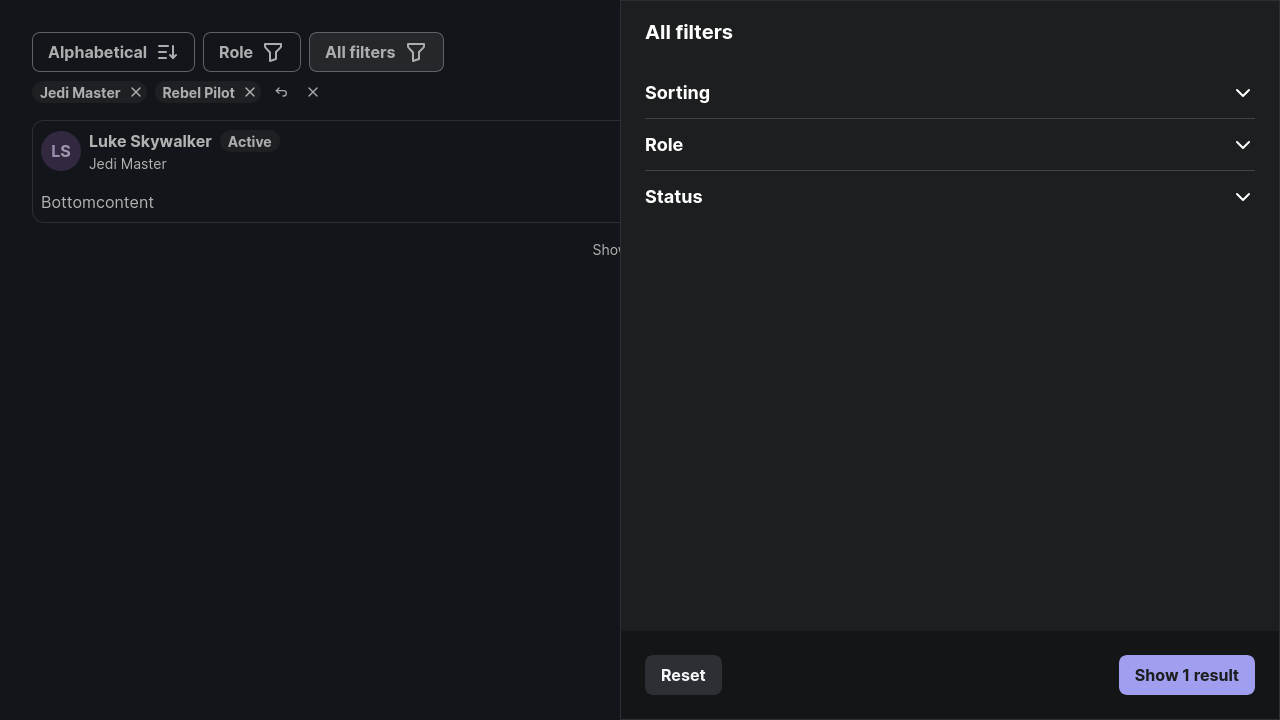 Alphabetical
Role
All filters
Jedi Master
Rebel Pilot
LS
Luke Skywalker
Active
Jedi Master
Bottomcontent
All filters
Sorting
Role
Status
Reset
Show 1 result